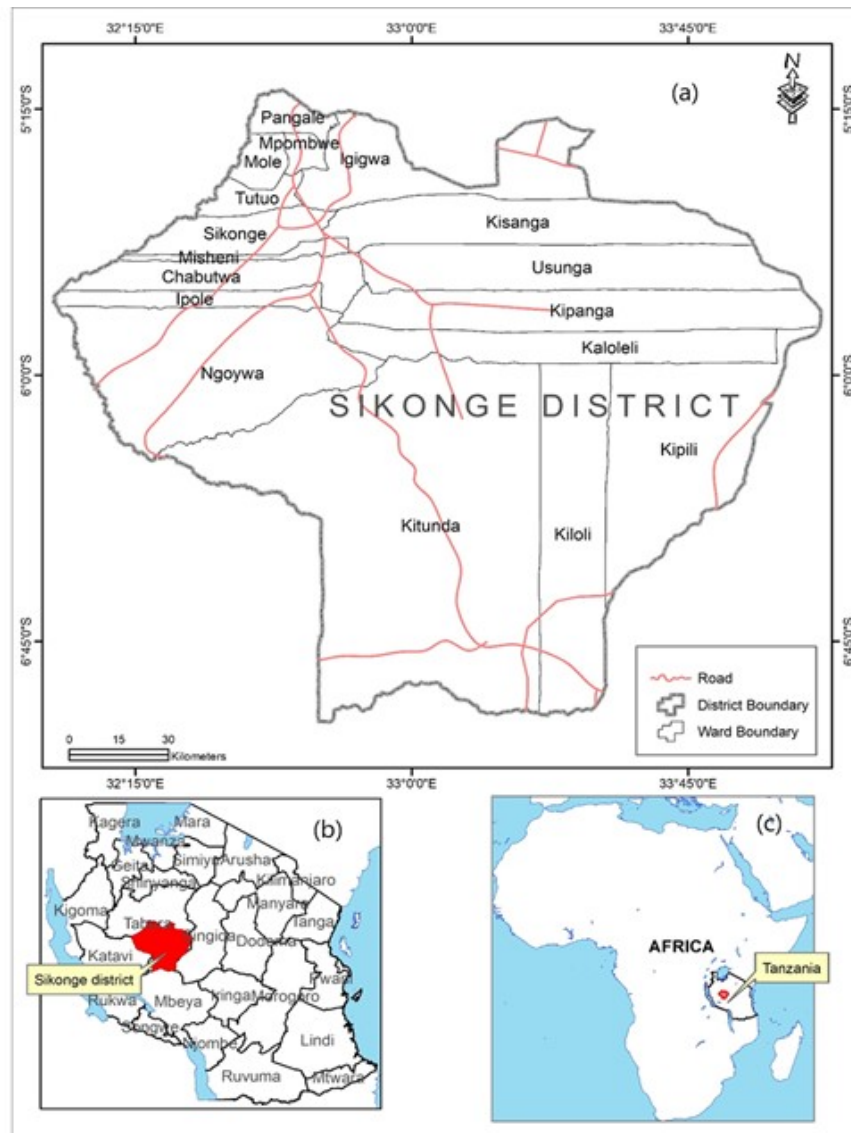 32°15'0"E 33°0'0"E 33°45'0"E
(a)
N
5°15'0"S 5°15'0"S
Pangale
Mpombwe
Mole Igigwa
Tutuo
Kisanga
Sikonge
Misheni
Usunga
Chabutwa
Ipole
Kipanga
Kaloleli
6°0'0"S 6°0'0"S
Ngoywa
SIKONGE DISTRICT
Kipili
Kitunda Kiloli
6°45'0"S 6°45'0"S
Road
District Boundary
Ward Boundary
0 15 30
Kilometers
32°15'0"E 33°0'0"E 33°45'0"E
(b)
Kagera Mara
Mwanza
Geita Simiyu Arusha
Shinyanga Kilimanjaro
Kigoma Manyara
Tabora Tanga
Singida Dodoma
Katavi
Sikonge district
Pwani
Rukwa Mbeya Iringa Morogoro
Songwe
Njombe Lindi
Ruvuma Mtwara
(c)
AFRICA
Tanzania